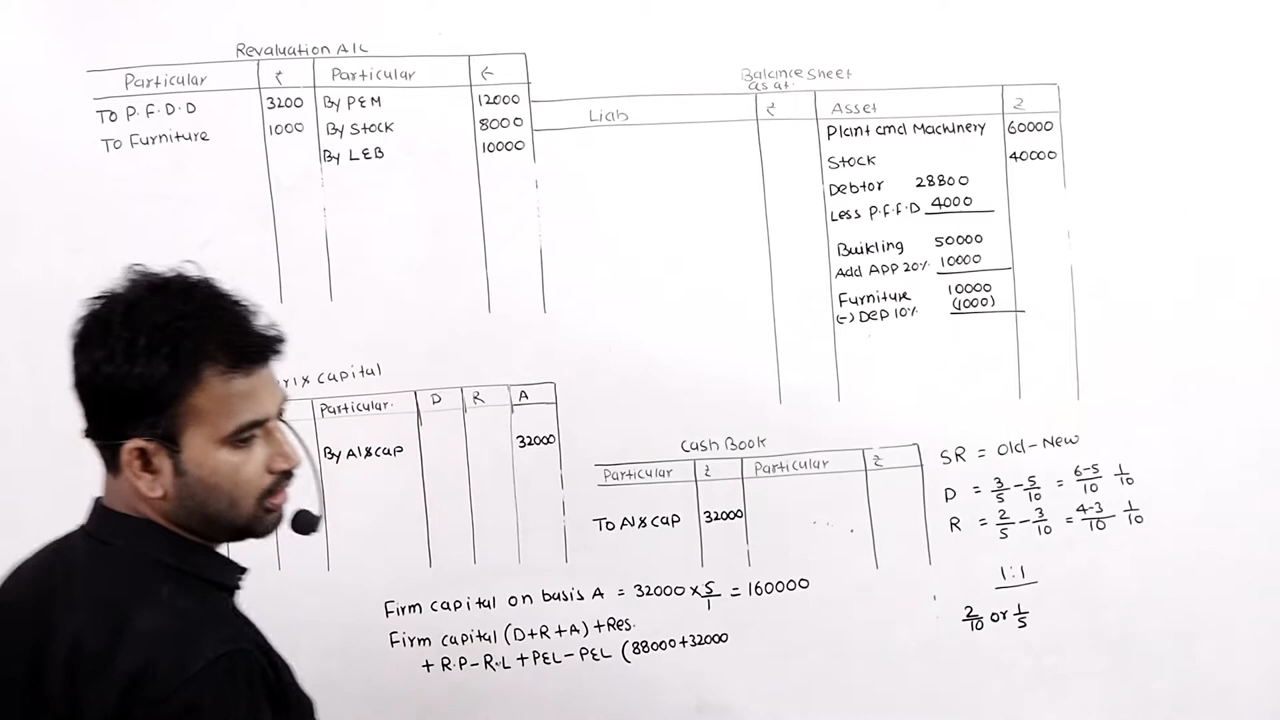 Revaluation A/C
Particular ₹ Particular ₹
To P.F.D.D 3200 By P&M 12000
To Furniture 1000 By Stock 8000
By L&B 10000
Balance Sheet
as at
Liab ₹ Asset ₹
Plant and Machinery 60000
Stock 40000
Debtor 28800
Less P.F.F.D 4000
Building 50000
Add APP 20% 10000
Furniture 10000
(-) Dep 10% (1000)
Capital
Particular. D R A
By A's Cap 32000
Cash Book
Particular ₹ Particular ₹
To A's Cap 32000
SR = Old - New
D = 3/5 - 5/10 = 6-5/10 1/10
R = 2/5 - 3/10 = 4-3/10 1/10
1:1
2/10 or 1/5
Firm Capital on basis A = 32000 × 5/1 = 160000
Firm capital (D+R+A) + Res.
+ R.P - R.L + P&L - P&L (88000+32000